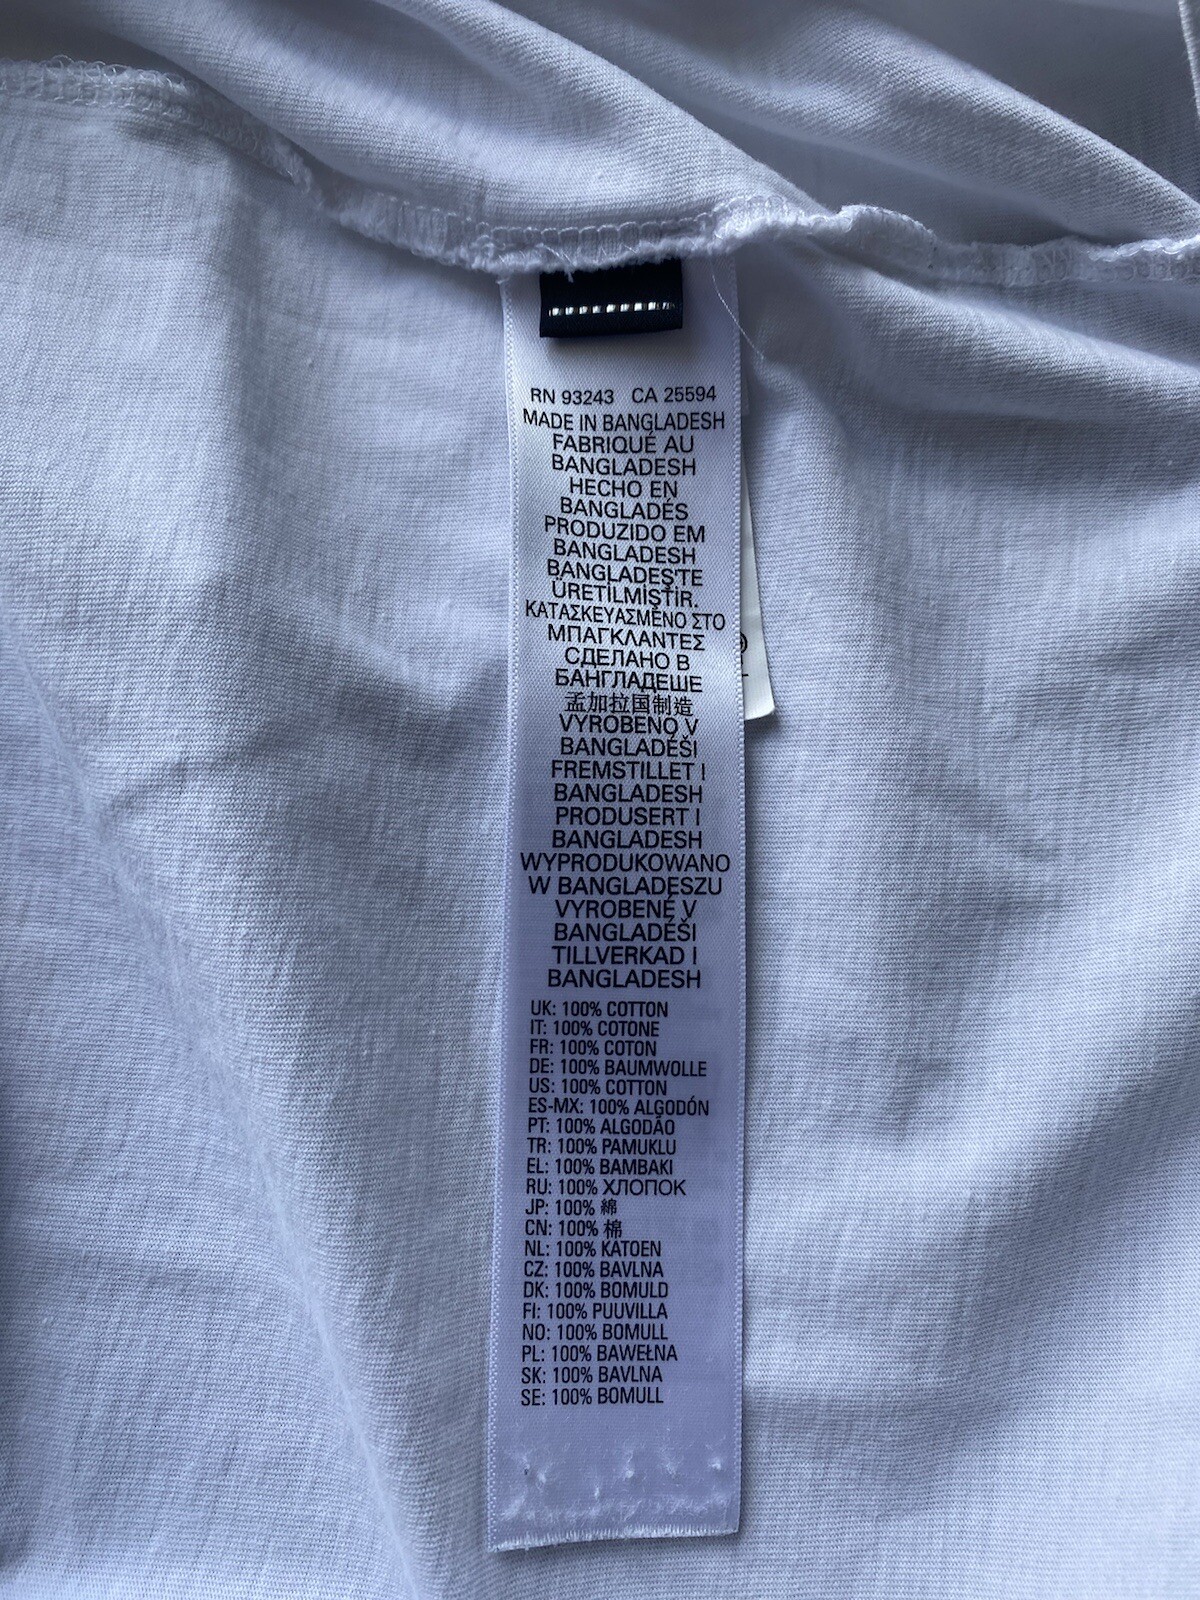 RN 93243 CA 25594
MADE IN BANGLADESH
FABRIQUÉ AU
BANGLADESH
HECHO EN
BANGLADÉS
PRODUZIDO EM
BANGLADESH
BANGLADEŞ'TE
ÜRETİLMİŞTİR.
ΚΑΤΑΣΚΕΥΑΣΜΕΝΟ ΣΤΟ
ΜΠΑΓΚΛΑΝΤΕΣ
СДЕЛАНО В
БАНГЛАДЕШЕ
孟加拉国制造
VYROBENO V
BANGLADÉŠI
FREMSTILLET I
BANGLADESH
PRODUSERT I
BANGLADESH
WYPRODUKOWANO
W BANGLADESZU
VYROBENÉ V
BANGLADÉŠI
TILLVERKAD I
BANGLADESH
UK: 100% COTTON
IT: 100% COTONE
FR: 100% COTON
DE: 100% BAUMWOLLE
US: 100% COTTON
ES-MX: 100% ALGODÓN
PT: 100% ALGODÃO
TR: 100% PAMUKLU
EL: 100% BAMBAKI
RU: 100% ХЛОПОК
JP: 100% 綿
CN: 100% 棉
NL: 100% KATOEN
CZ: 100% BAVLNA
DK: 100% BOMULD
FI: 100% PUUVILLA
NO: 100% BOMULL
PL: 100% BAWEŁNA
SK: 100% BAVLNA
SE: 100% BOMULL